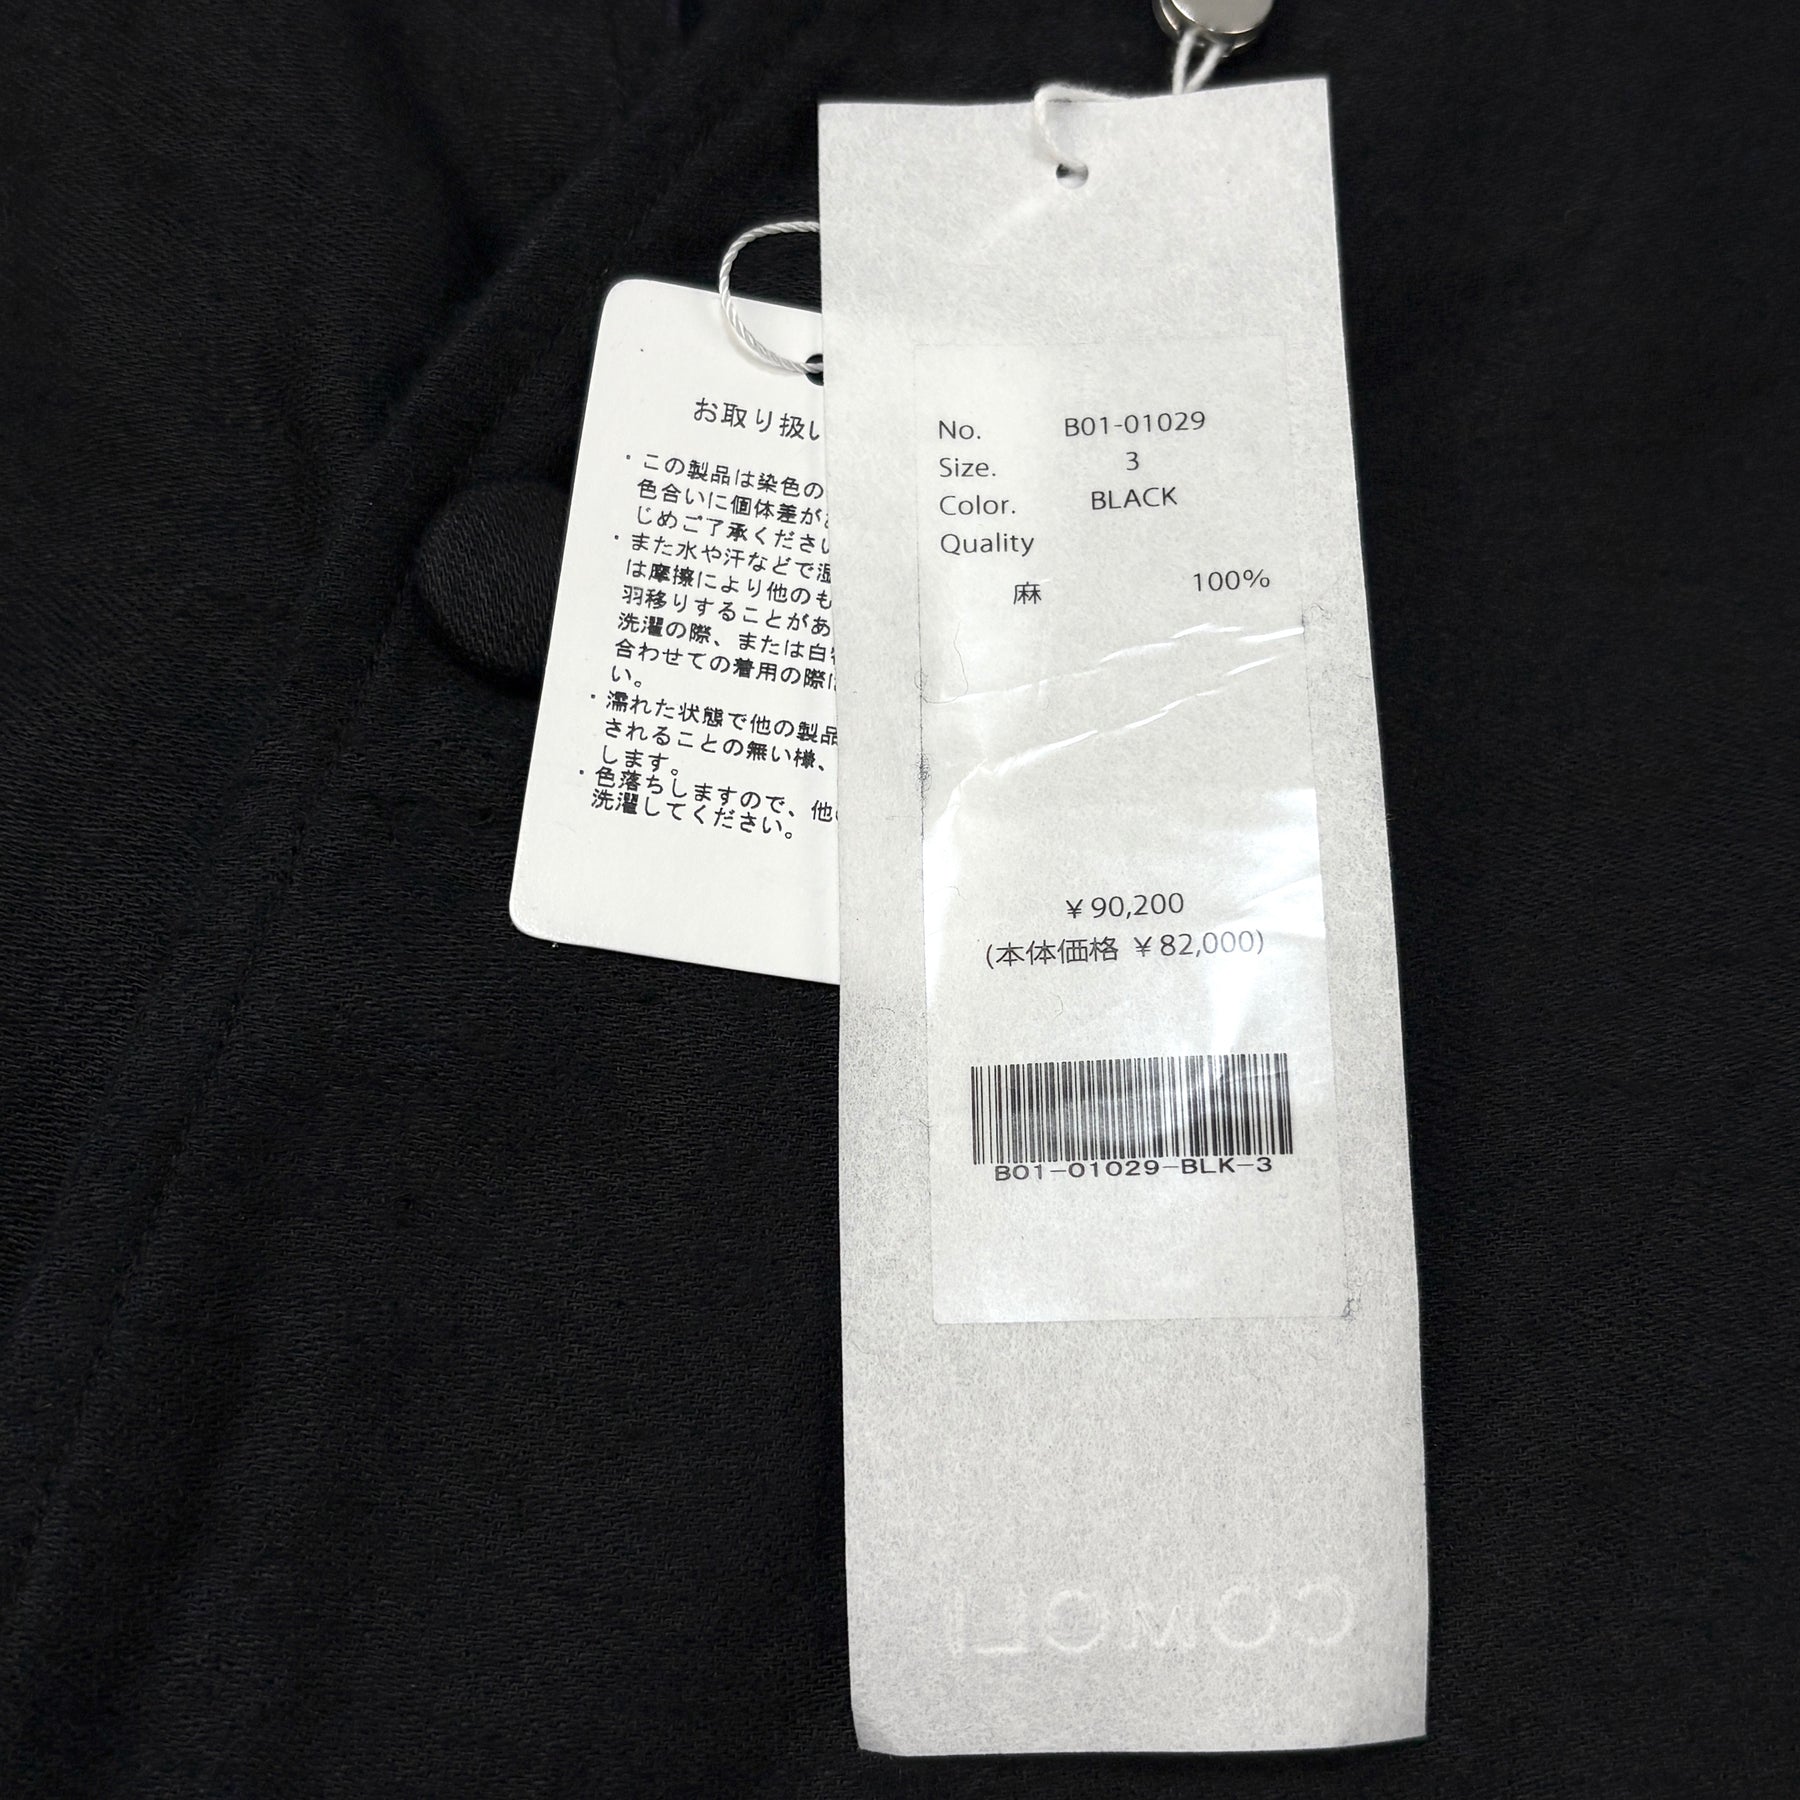 お取り扱い
・この製品は染色の
色合いに個体差があ
じめご了承ください
・また水や汗などで湿
は摩擦により他のも
羽移りすることがあ
洗濯の際、または白
合わせての着用の際に
い。
・濡れた状態で他の製品
されることの無い様、
します。
・色落ちしますので、他
洗濯してください。
No. B01-01029
Size. 3
Color. BLACK
Quality
麻 100%
¥90,200
(本体価格 ¥82,000)
B01-01029-BLK-3
COMOLI